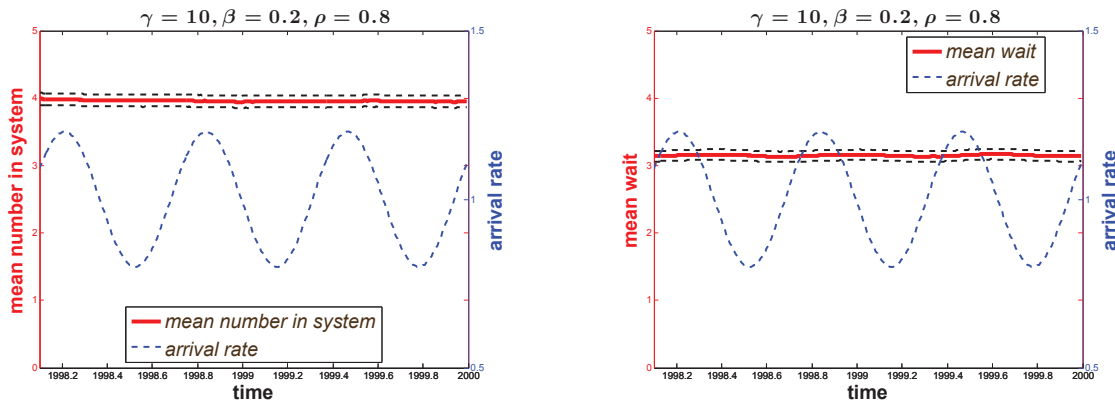 γ = 10, β = 0.2, ρ = 0.8
5
4
3
2
1
0
mean number in system
1.5
1
0.5
arrival rate
mean number in system
arrival rate
1998.2 1998.4 1998.6 1998.8 1999 1999.2 1999.4 1999.6 1999.8 2000
time
γ = 10, β = 0.2, ρ = 0.8
5
4
3
2
1
0
mean wait
1.5
1
0.5
arrival rate
mean wait
arrival rate
1998.2 1998.4 1998.6 1998.8 1999 1999.2 1999.4 1999.6 1999.8 2000
time